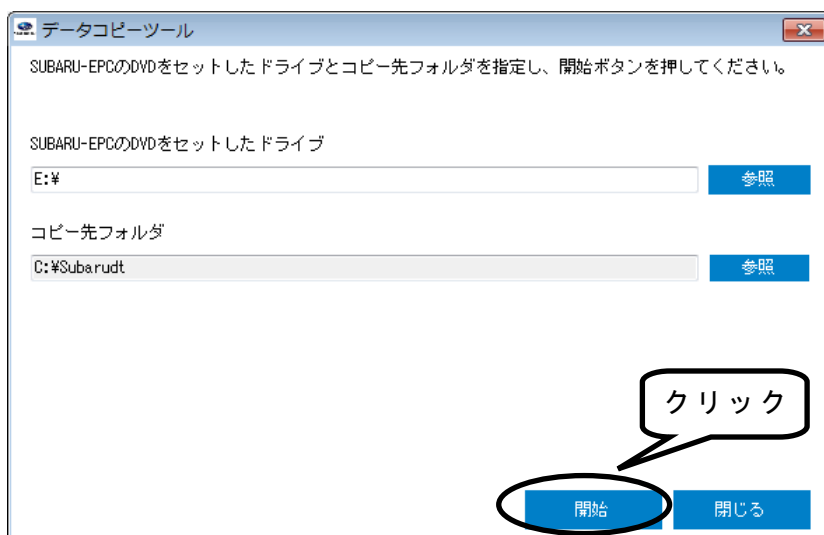 データコピーツール
SUBARU-EPCのDVDをセットしたドライブとコピー先フォルダを指定し、開始ボタンを押してください。
SUBARU-EPCのDVDをセットしたドライブ
E:¥
参照
コピー先フォルダ
C:¥Subarudt
参照
クリック
開始
閉じる